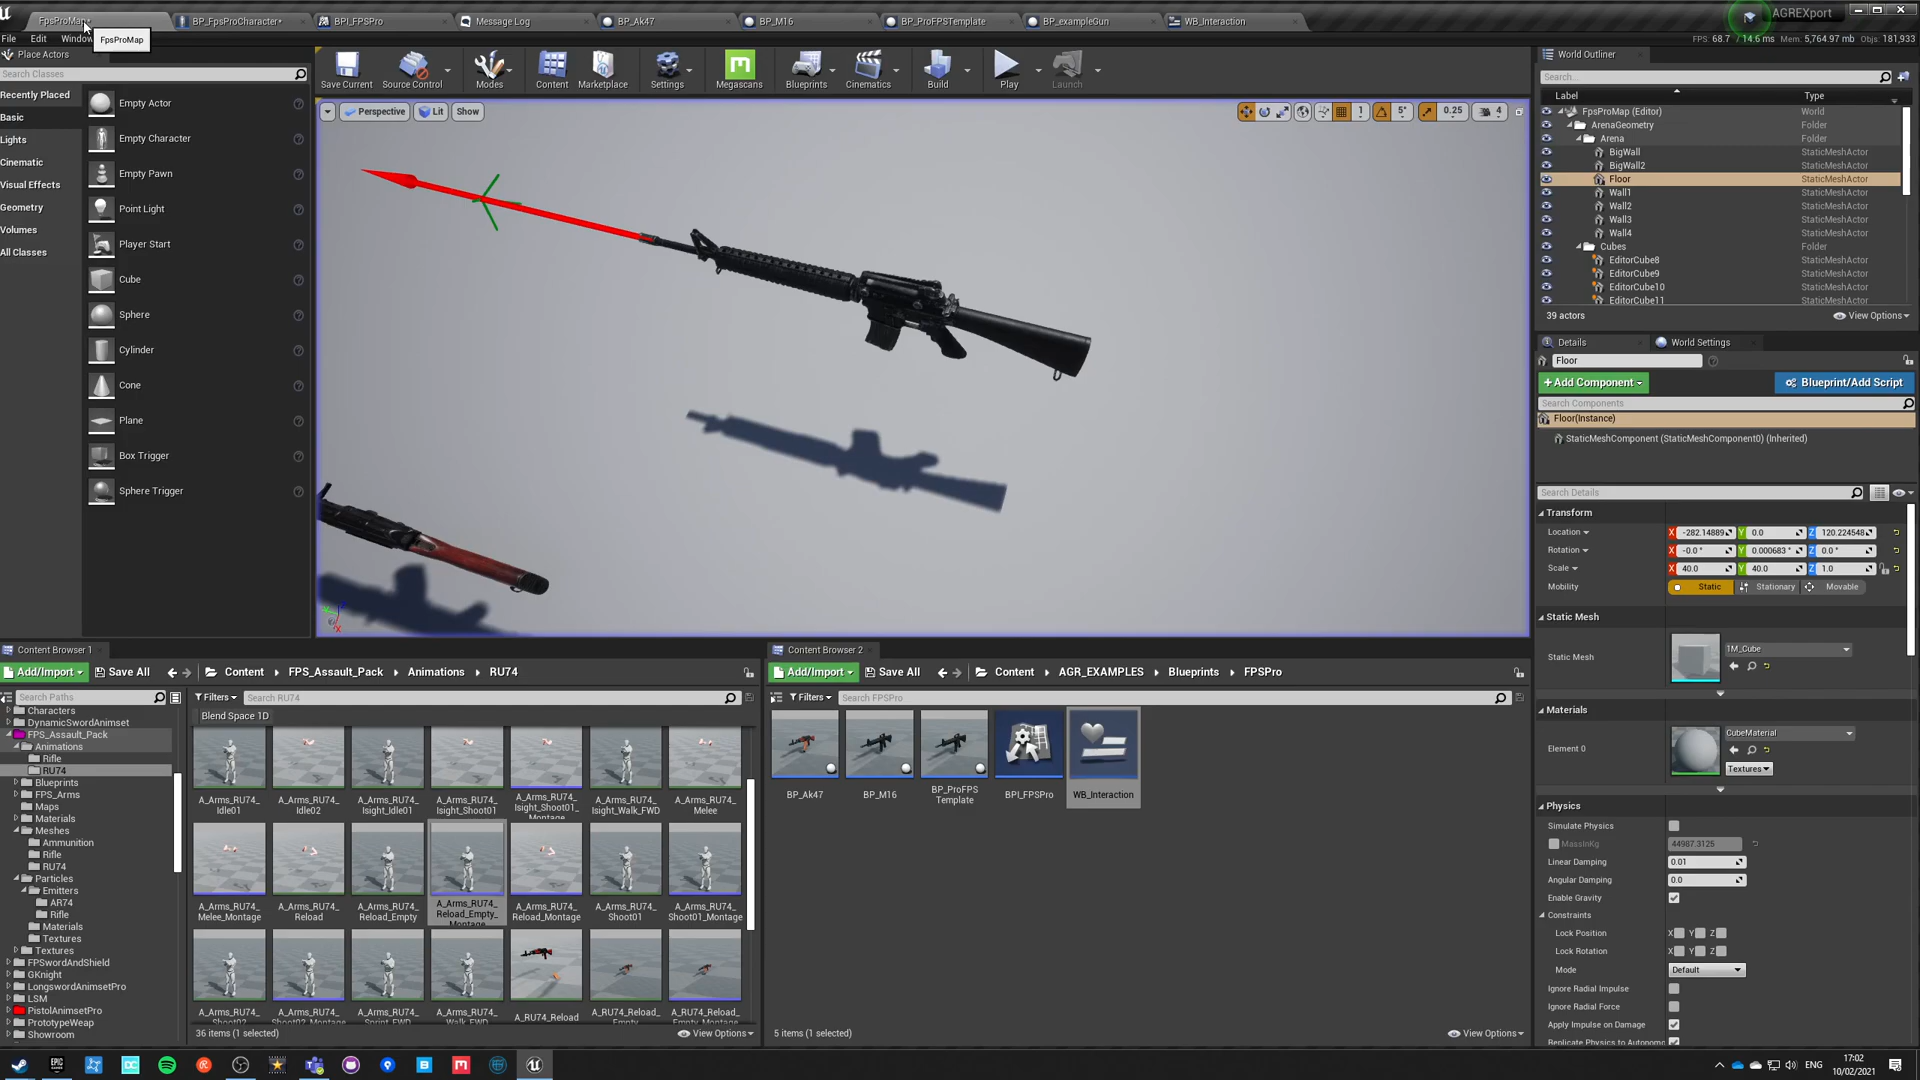 FpsProMap*
BP_FpsProCharacter*
BPI_FPSPro
Message Log
BP_Ak47
BP_M16
BP_ProFPSTemplate
BP_exampleGun
WB_Interaction
AGREXport
FpsProMap
File Edit Window
FPS: 68.7 / 14.6 ms Mem: 5,764.97 mb Objs: 181,933
Place Actors
Search Classes
Recently Placed
Basic
Lights
Cinematic
Visual Effects
Geometry
Volumes
All Classes
Empty Actor
Empty Character
Empty Pawn
Point Light
Player Start
Cube
Sphere
Cylinder
Cone
Plane
Box Trigger
Sphere Trigger
Save Current
Source Control
Modes
Content
Marketplace
Settings
Megascans
Blueprints
Cinematics
Build
Play
Launch
Perspective
Lit
Show
1
5°
0.25
4
World Outliner
Search...
Label Type
FpsProMap (Editor) World
ArenaGeometry Folder
Arena Folder
BigWall StaticMeshActor
BigWall2 StaticMeshActor
Floor StaticMeshActor
Wall1 StaticMeshActor
Wall2 StaticMeshActor
Wall3 StaticMeshActor
Wall4 StaticMeshActor
Cubes Folder
EditorCube8 StaticMeshActor
EditorCube9 StaticMeshActor
EditorCube10 StaticMeshActor
EditorCube11 StaticMeshActor
39 actors
View Options
Details
World Settings
Floor
+Add Component
Blueprint/Add Script
Search Components
Floor(Instance)
StaticMeshComponent (StaticMeshComponent0) (Inherited)
Search Details
Transform
Location X -282.14889 Y 0.0 Z 120.224548
Rotation X -0.0 ° Y 0.000683 ° Z 0.0 °
Scale X 40.0 Y 40.0 Z 1.0
Mobility Static Stationary Movable
Static Mesh
Static Mesh 1M_Cube
Materials
Element 0 CubeMaterial
Textures
Physics
Simulate Physics
MassInKg 44987.3125
Linear Damping 0.01
Angular Damping 0.0
Enable Gravity
Constraints
Lock Position X Y Z
Lock Rotation X Y Z
Mode Default
Ignore Radial Impulse
Ignore Radial Force
Apply Impulse on Damage
Replicate Physics to Autonomo
Content Browser 1
Add/Import Save All Content FPS_Assault_Pack Animations RU74
Search Paths
Filters
Search RU74
Blend Space 1D
Characters
DynamicSwordAnimset
FPS_Assault_Pack
Animations
Rifle
RU74
Blueprints
FPS_Arms
Maps
Materials
Meshes
Ammunition
Rifle
RU74
Particles
Emitters
AR74
Rifle
Materials
Textures
Textures
FPSwordAndShield
GKnight
LongswordAnimsetPro
LSM
PistolAnimsetPro
PrototypeWeap
Showroom
A_Arms_RU74_ Idle01
A_Arms_RU74_ Idle02
A_Arms_RU74_ Isight_Idle01
A_Arms_RU74_ Isight_Shoot01
A_Arms_RU74_ Isight_Shoot01_ Montage
A_Arms_RU74_ Isight_Walk_FWD
A_Arms_RU74_ Melee
A_Arms_RU74_ Melee_Montage
A_Arms_RU74_ Reload
A_Arms_RU74_ Reload_Empty
A_Arms_RU74_ Reload_Empty_ Montage
A_Arms_RU74_ Reload_Montage
A_Arms_RU74_ Shoot01
A_Arms_RU74_ Shoot01_Montage
A_Arms_RU74_ Shoot02
A_Arms_RU74_ Shoot02_Montage
A_Arms_RU74_ Sprint_FWD
A_Arms_RU74_ Walk_FWD
A_RU74_Reload
A_RU74_Reload_ Empty
A_RU74_Reload_ Empty_Montage
36 items (1 selected)
View Options
Content Browser 2
Add/Import Save All Content AGR_EXAMPLES Blueprints FPSPro
Filters
Search FPSPro
BP_Ak47
BP_M16
BP_ProFPS Template
BPI_FPSPro
WB_Interaction
5 items (1 selected)
View Options
ENG
17:02
10/02/2021